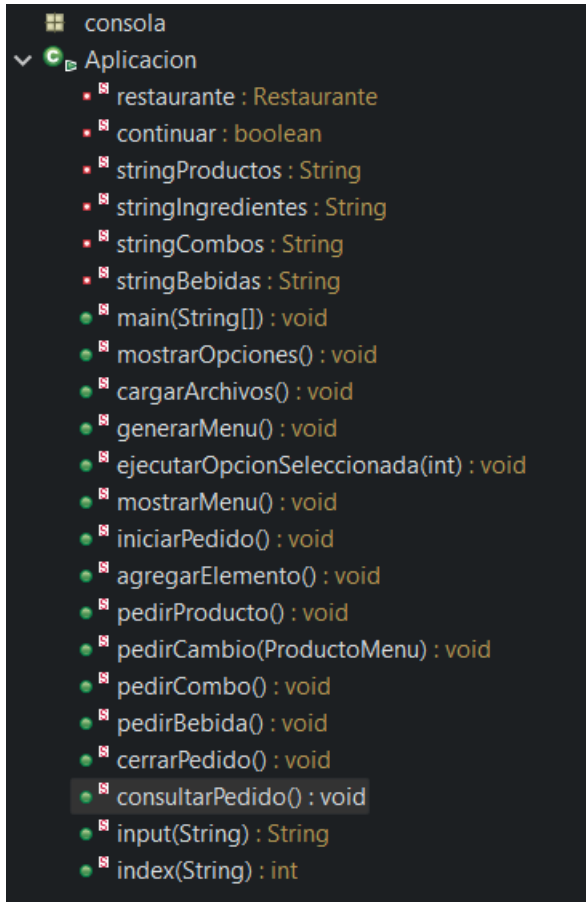 consola
Aplicacion
restaurante : Restaurante
continuar : boolean
stringProductos : String
stringIngredientes : String
stringCombos : String
stringBebidas : String
main(String[]) : void
mostrarOpciones() : void
cargarArchivos() : void
generarMenu() : void
ejecutarOpcionSeleccionada(int) : void
mostrarMenu() : void
iniciarPedido() : void
agregarElemento() : void
pedirProducto() : void
pedirCambio(ProductoMenu) : void
pedirCombo() : void
pedirBebida() : void
cerrarPedido() : void
consultarPedido() : void
input(String) : String
index(String) : int